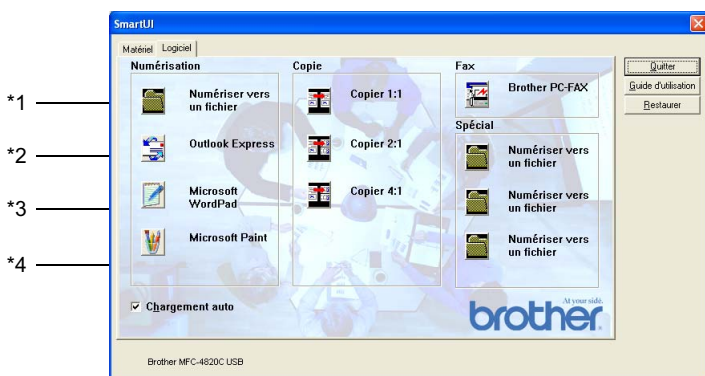 SmartUI
Matériel Logiciel
Numérisation
*1 Numériser vers
un fichier
*2 Outlook Express
*3 Microsoft
WordPad
*4 Microsoft Paint
Chargement auto
Copie
Copier 1:1
Copier 2:1
Copier 4:1
Fax
Brother PC-FAX
Spécial
Numériser vers
un fichier
Numériser vers
un fichier
Numériser vers
un fichier
At your side.
brother
Quitter
Guide d'utilisation
Restaurer
Brother MFC-4820C USB